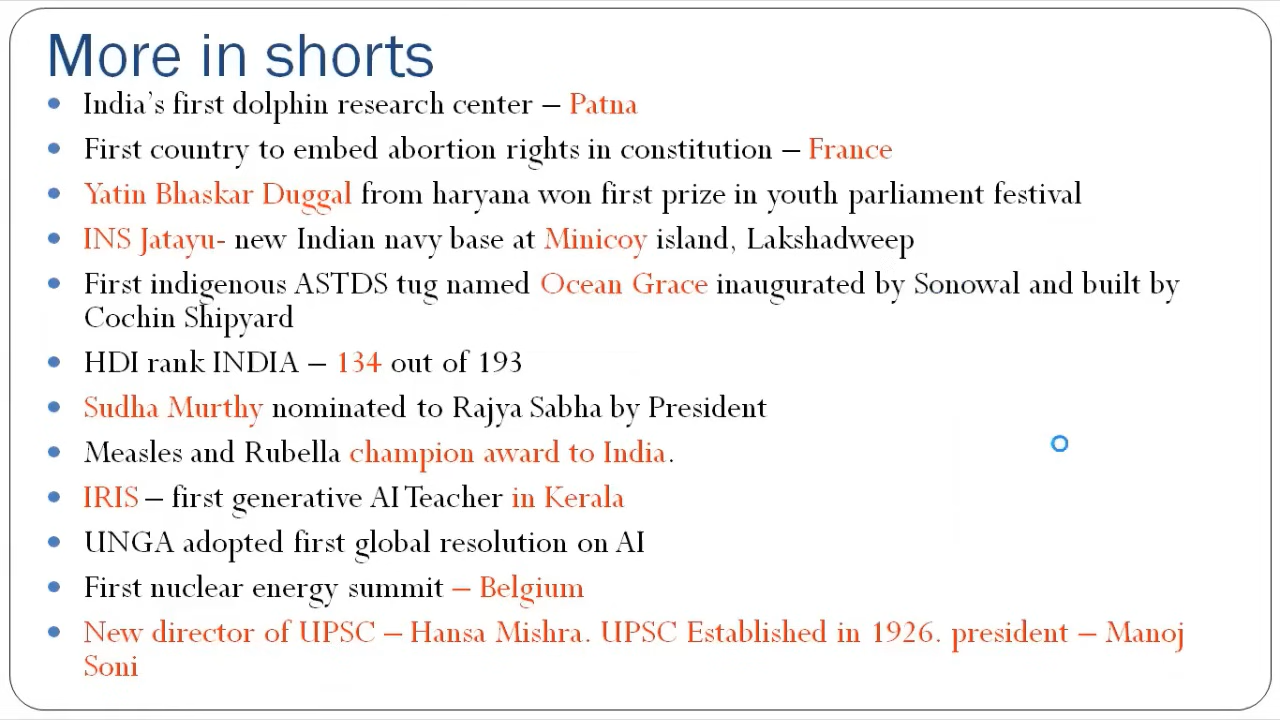 More in shorts
• India’s first dolphin research center – Patna
• First country to embed abortion rights in constitution – France
• Yatin Bhaskar Duggal from haryana won first prize in youth parliament festival
• INS Jatayu- new Indian navy base at Minicoy island, Lakshadweep
• First indigenous ASTDS tug named Ocean Grace inaugurated by Sonowal and built by
Cochin Shipyard
• HDI rank INDIA – 134 out of 193
• Sudha Murthy nominated to Rajya Sabha by President
• Measles and Rubella champion award to India.
• IRIS – first generative AI Teacher in Kerala
• UNGA adopted first global resolution on AI
• First nuclear energy summit – Belgium
• New director of UPSC – Hansa Mishra. UPSC Established in 1926. president – Manoj
Soni